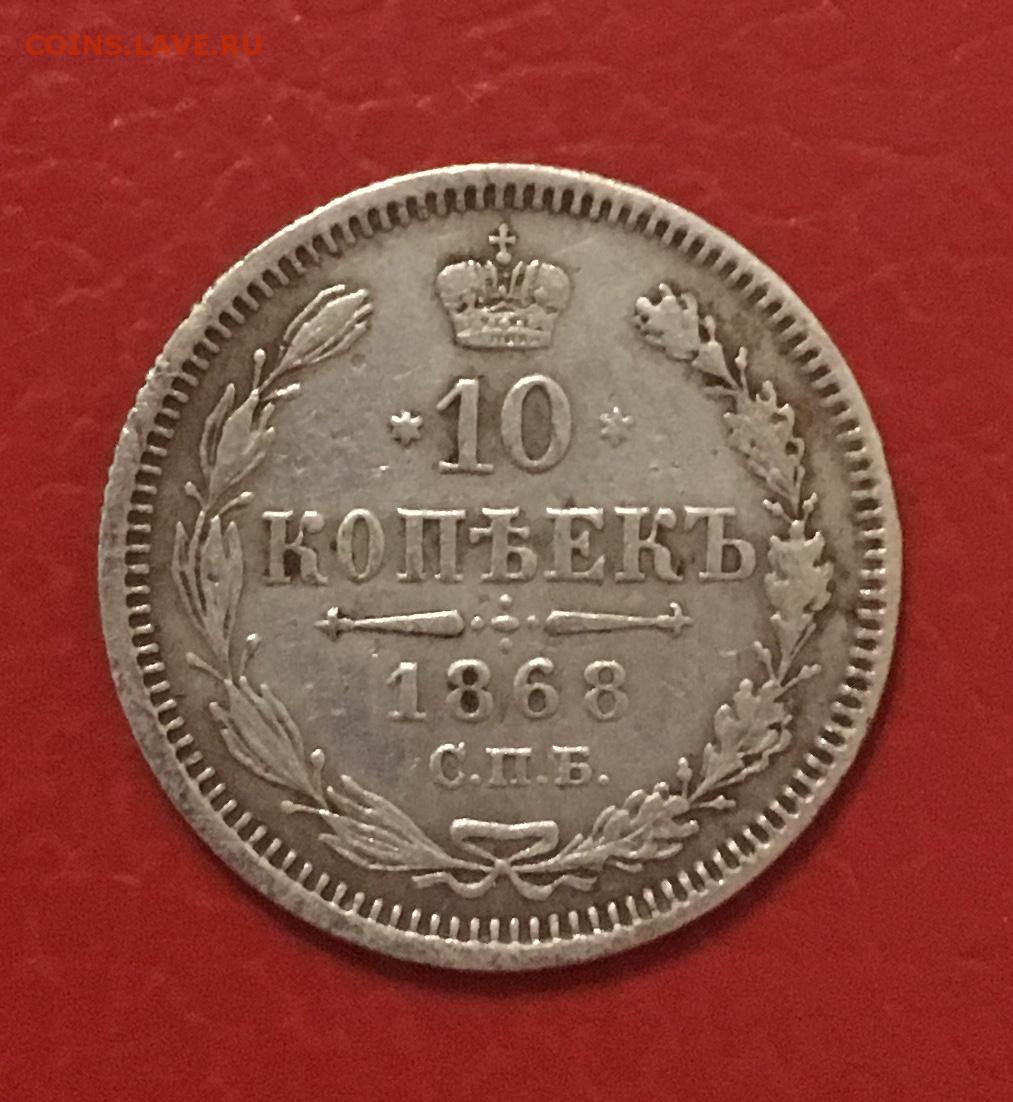 COINS.LAVE.RU
* 10 *
КОПѢЕКЪ
1868
С.П.Б.